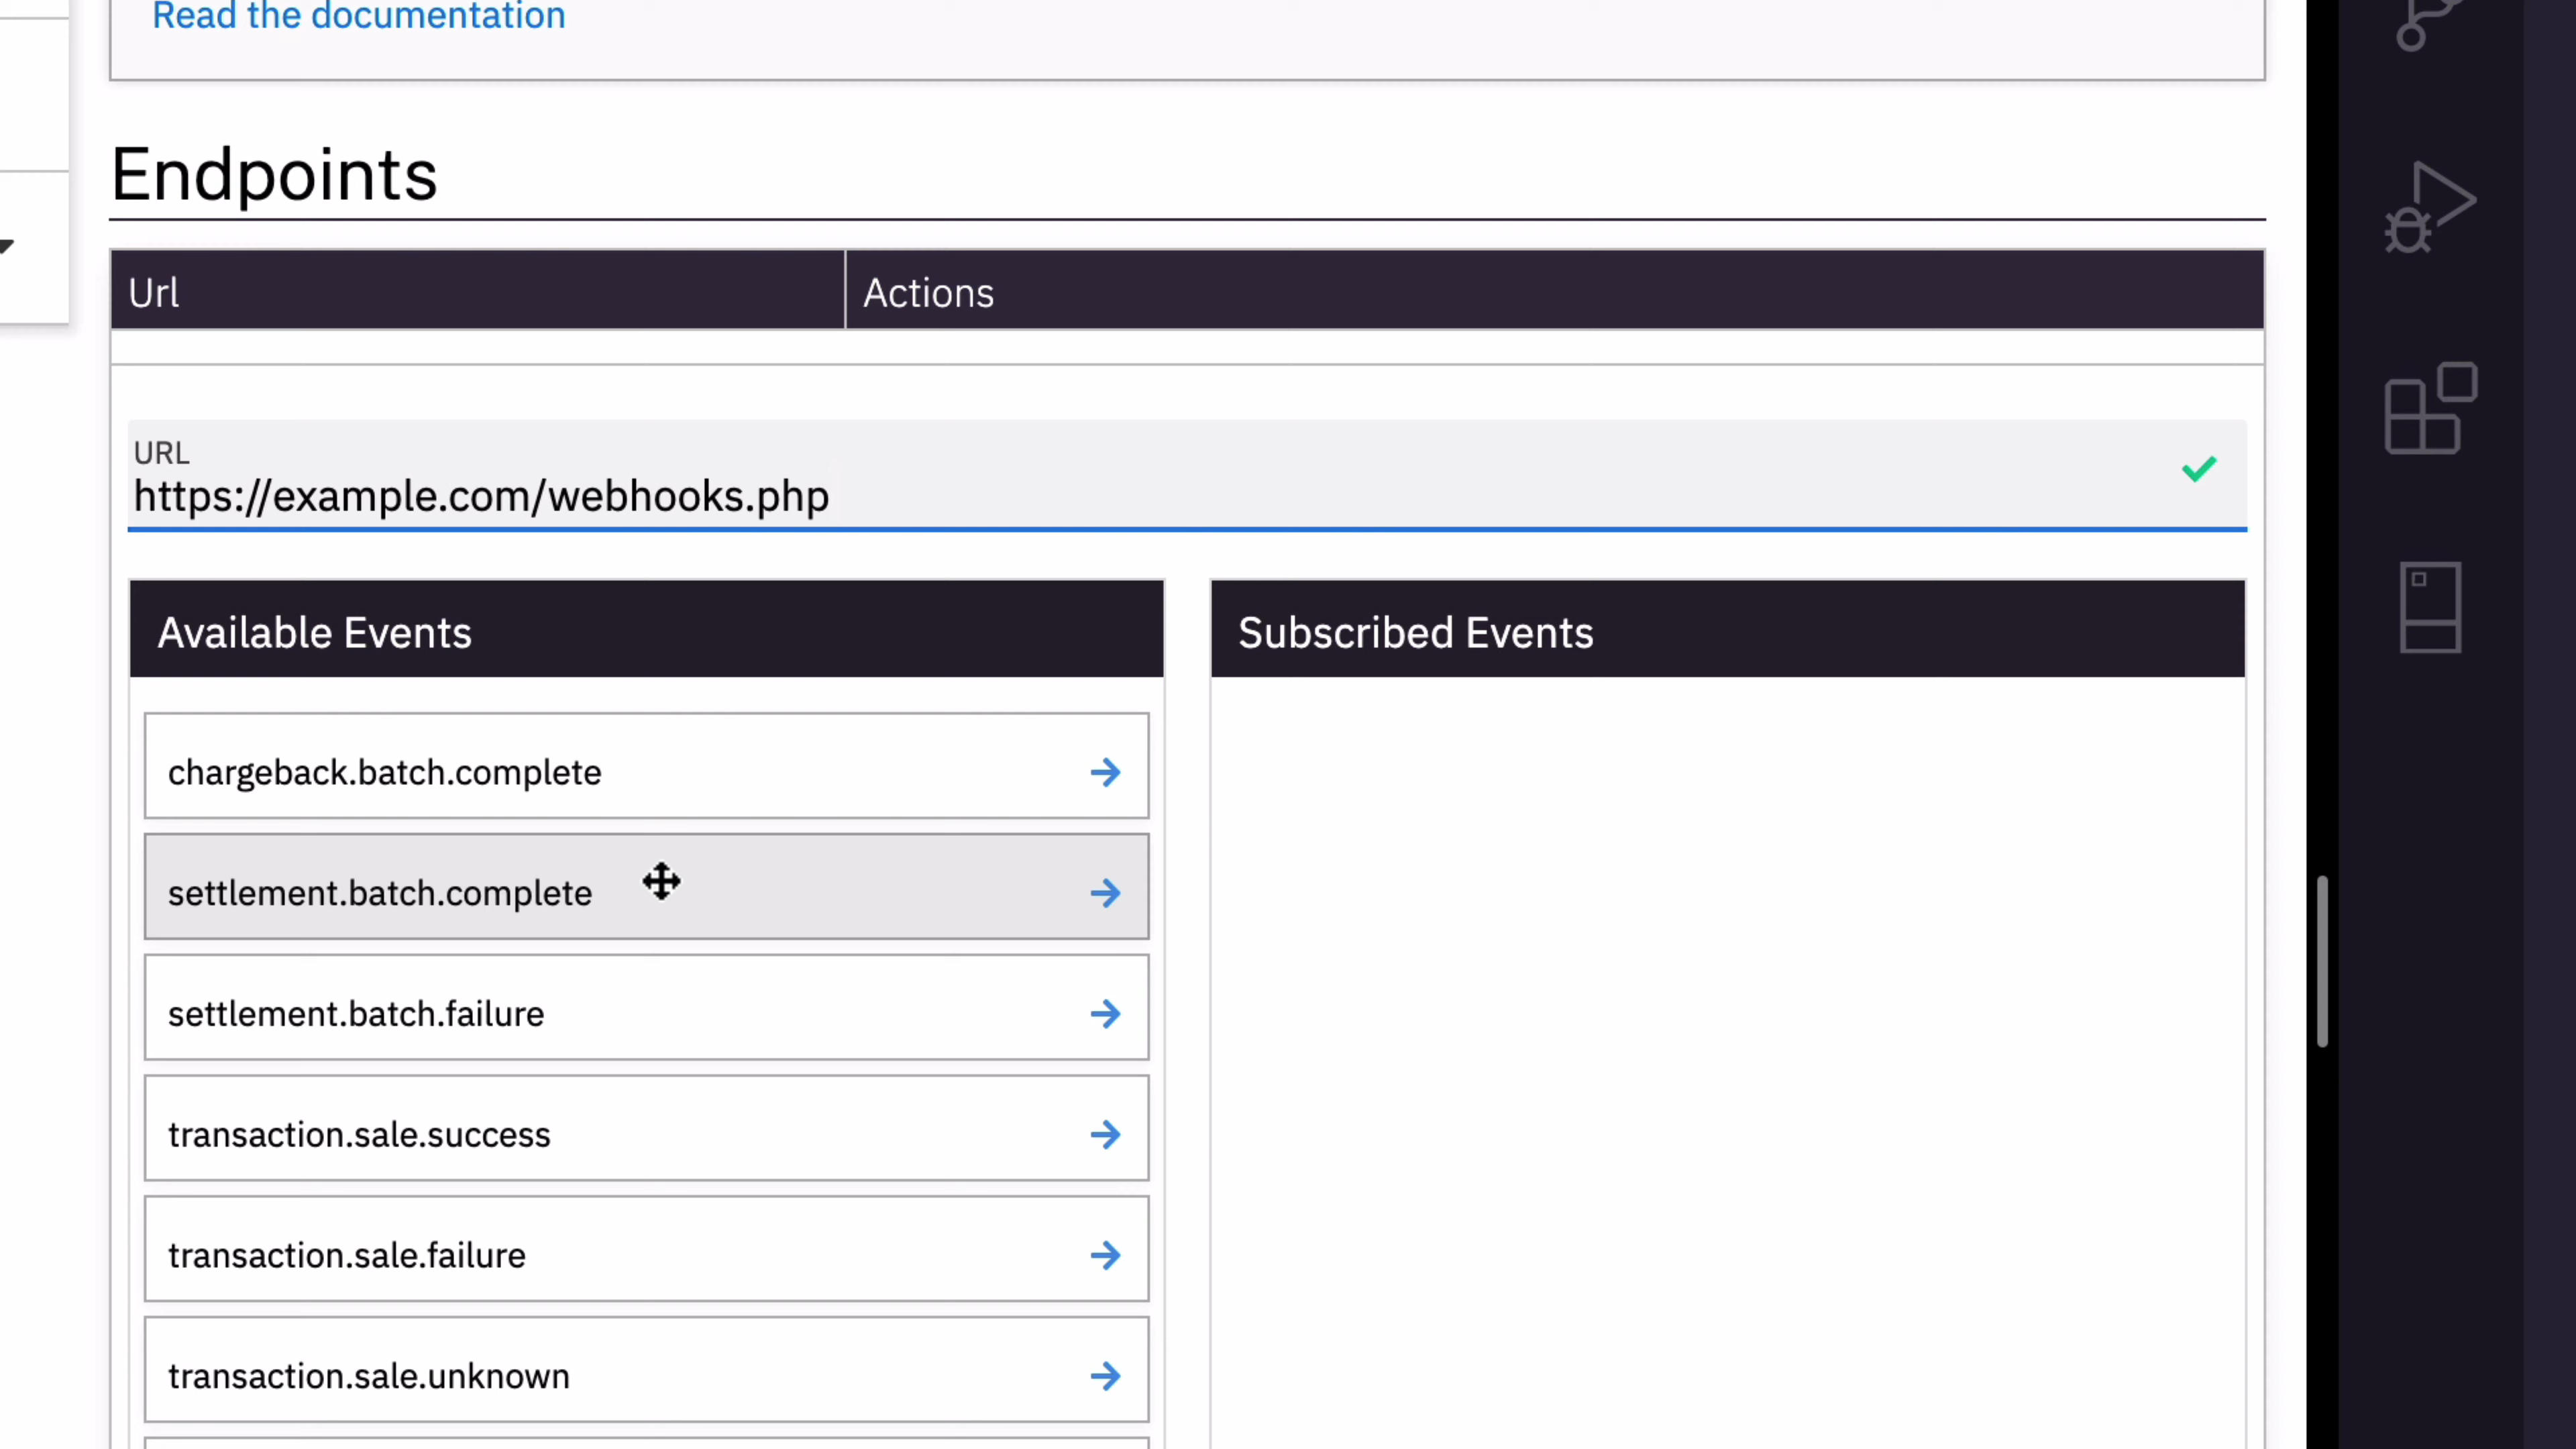 Read the documentation
Endpoints
Url
Actions
URL
https://example.com/webhooks.php
Available Events
Subscribed Events
chargeback.batch.complete
settlement.batch.complete
settlement.batch.failure
transaction.sale.success
transaction.sale.failure
transaction.sale.unknown